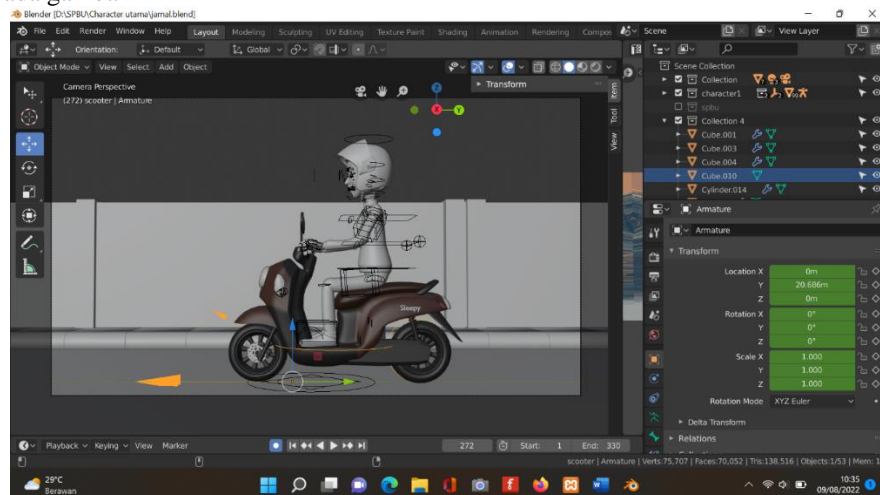 Blender [D:\SPBU\Character utama\jamal.blend]
File Edit Render Window Help Layout Modeling Sculpting UV Editing Texture Paint Shading Animation Rendering Compos Scene View Layer
Orientation: Default Global
Object Mode View Select Add Object
Camera Perspective
(272) scooter | Armature
Transform
Item
Tool
View
Z
X
Y
Sleepy
Scene Collection
Collection
character1
spbu
Collection 4
Cube.001
Cube.003
Cube.004
Cube.010
Cylinder.014
Armature
Armature
Transform
Location X 0m
Y 20.686m
Z 0m
Rotation X 0°
Y 0°
Z 0°
Scale X 1.000
Y 1.000
Z 1.000
Rotation Mode XYZ Euler
Delta Transform
Relations
Playback Keying View Marker 272 Start: 1 End: 330
scooter | Armature | Verts:75,707 | Faces:70,052 | Tris:138,516 | Objects:1/53 | Mem: 1
29°C
Berawan
10:35
09/08/2022